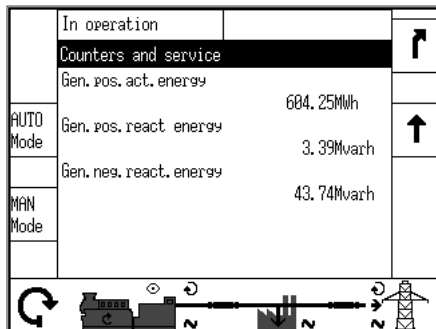 In operation
Counters and service
Gen.pos.act.energy
604.25MWh
AUTO
Mode
Gen.pos.react energy
3.39Mvarh
Gen.neg.react.energy
43.74Mvarh
MAN
Mode